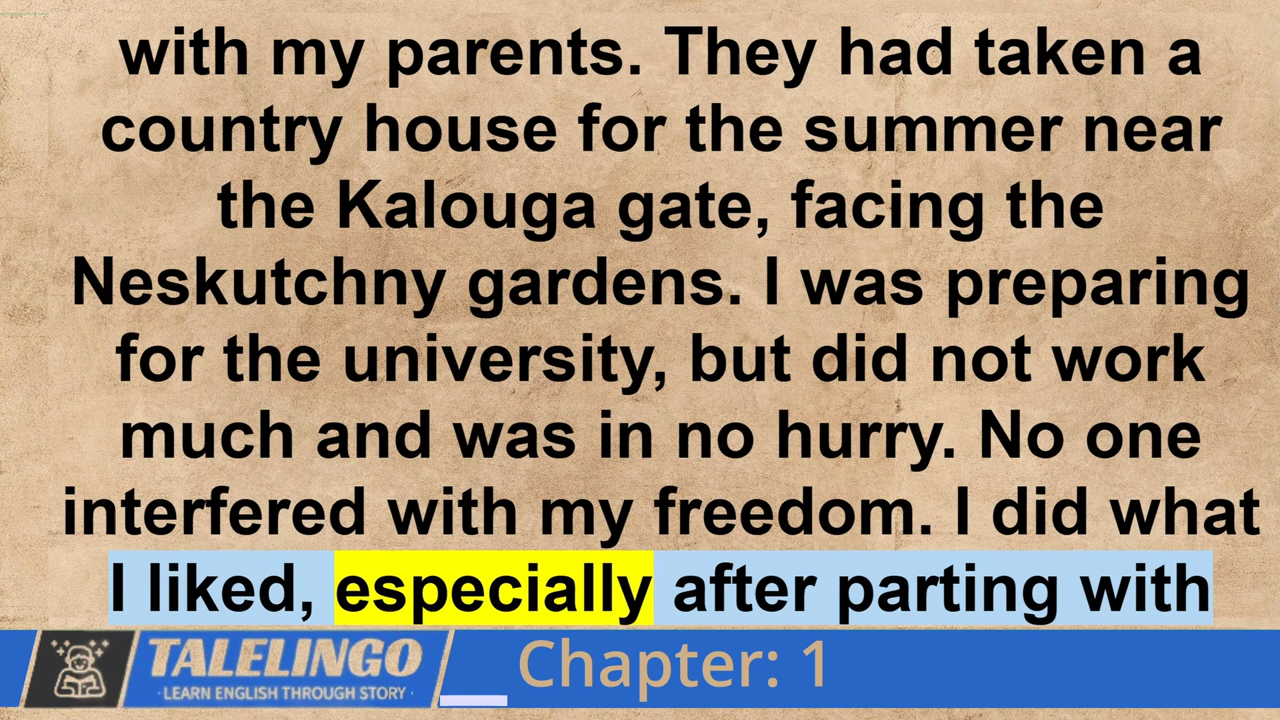 with my parents. They had taken a
country house for the summer near
the Kalouga gate, facing the
Neskutchny gardens. I was preparing
for the university, but did not work
much and was in no hurry. No one
interfered with my freedom. I did what
I liked, especially after parting with
TALELINGO
·LEARN ENGLISH THROUGH STORY·
Chapter: 1